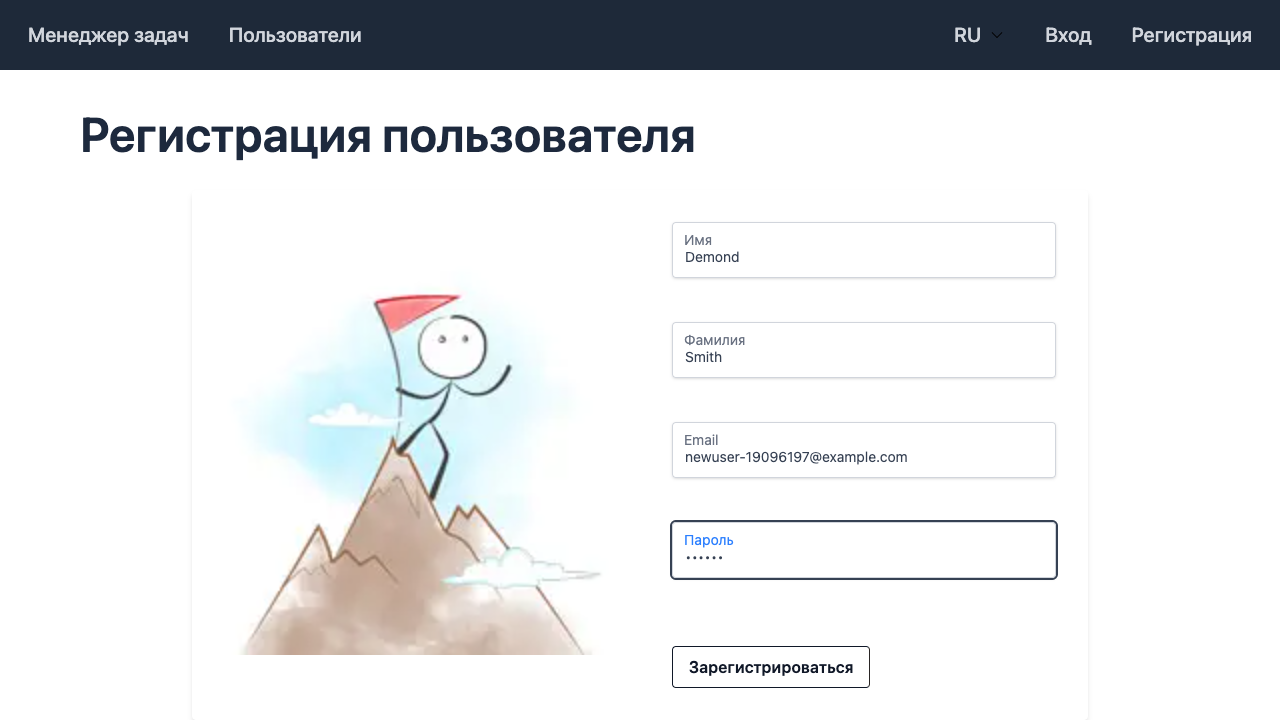 Менеджер задач Пользователи RU Вход Регистрация
Регистрация пользователя
Имя
Demond
Фамилия
Smith
Email
newuser-19096197@example.com
Пароль
••••••
Зарегистрироваться